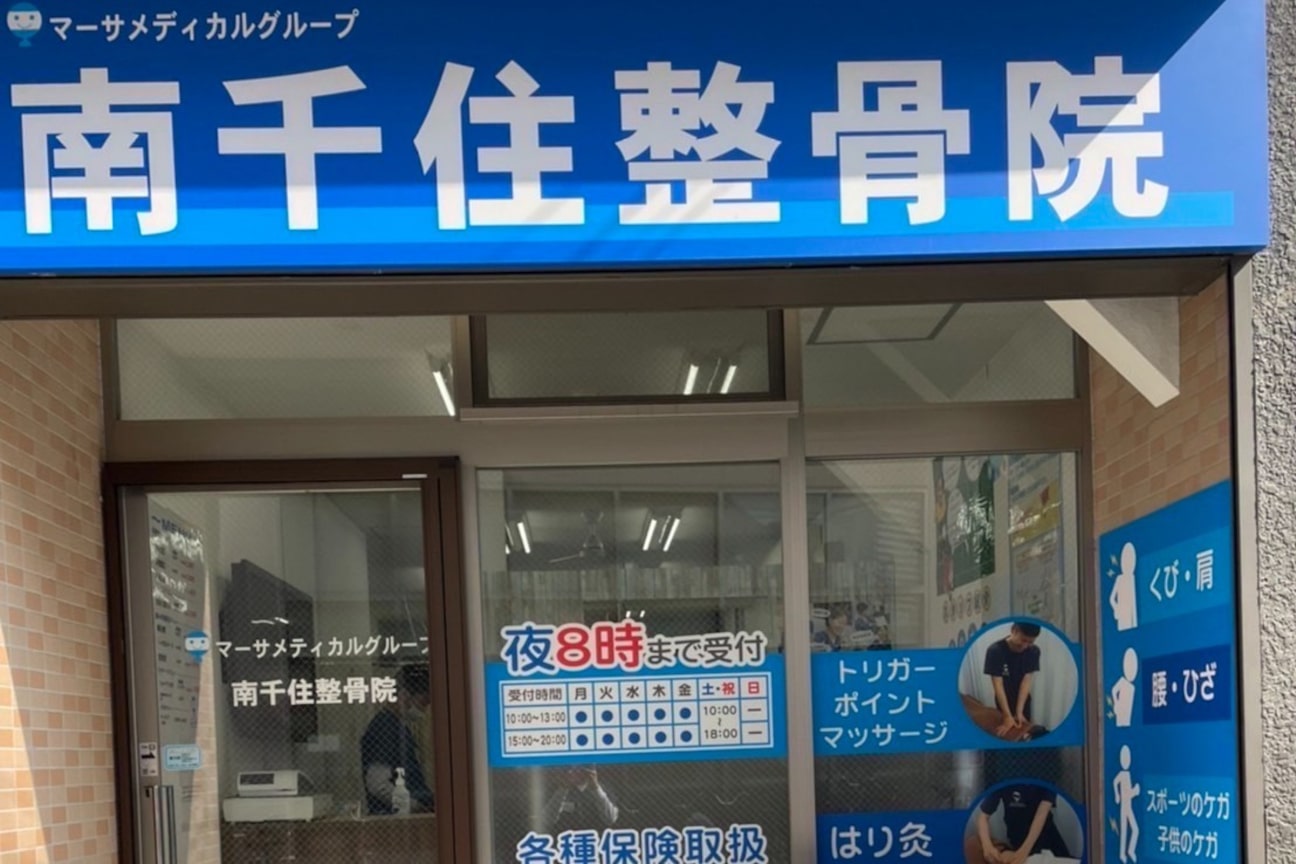 マーサメディカルグループ
南千住整骨院
マーサメディカルグループ
南千住整骨院
夜8時まで受付
受付時間 月 火 水 木 金 土・祝 日
10:00~13:00 ● ● ● ● ● 10:00~18:00 ー
15:00~20:00 ● ● ● ● ● ー
各種保険取扱
トリガー
ポイント
マッサージ
はり灸
くび・肩
腰・ひざ
スポーツのケガ
子供のケガ